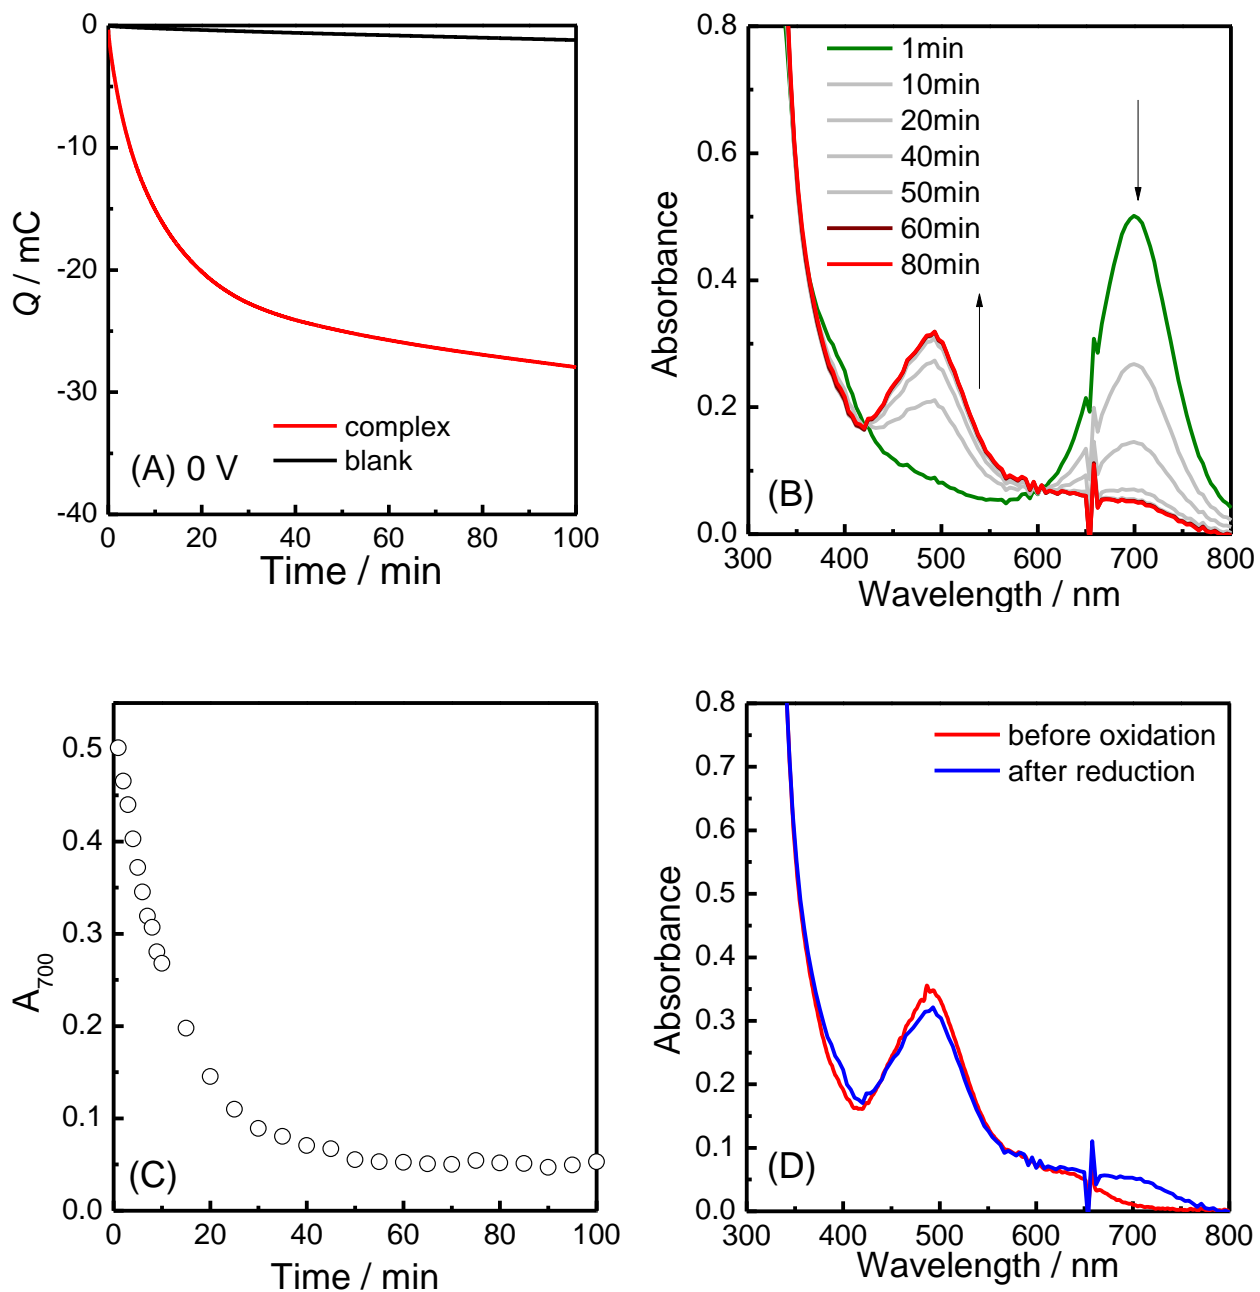 0
-10
-20
-30
-40
Q / mC
complex
blank
(A) 0 V
0 20 40 60 80 100
Time / min
0.8
0.6
0.4
0.2
0.0
Absorbance
1min
10min
20min
40min
50min
60min
80min
(B)
300 400 500 600 700 800
Wavelength / nm
0.5
0.4
0.3
0.2
0.1
0.0
A700
(C)
0 20 40 60 80 100
Time / min
0.8
0.7
0.6
0.5
0.4
0.3
0.2
0.1
0.0
Absorbance
before oxidation
after reduction
(D)
300 400 500 600 700 800
Wavelength / nm